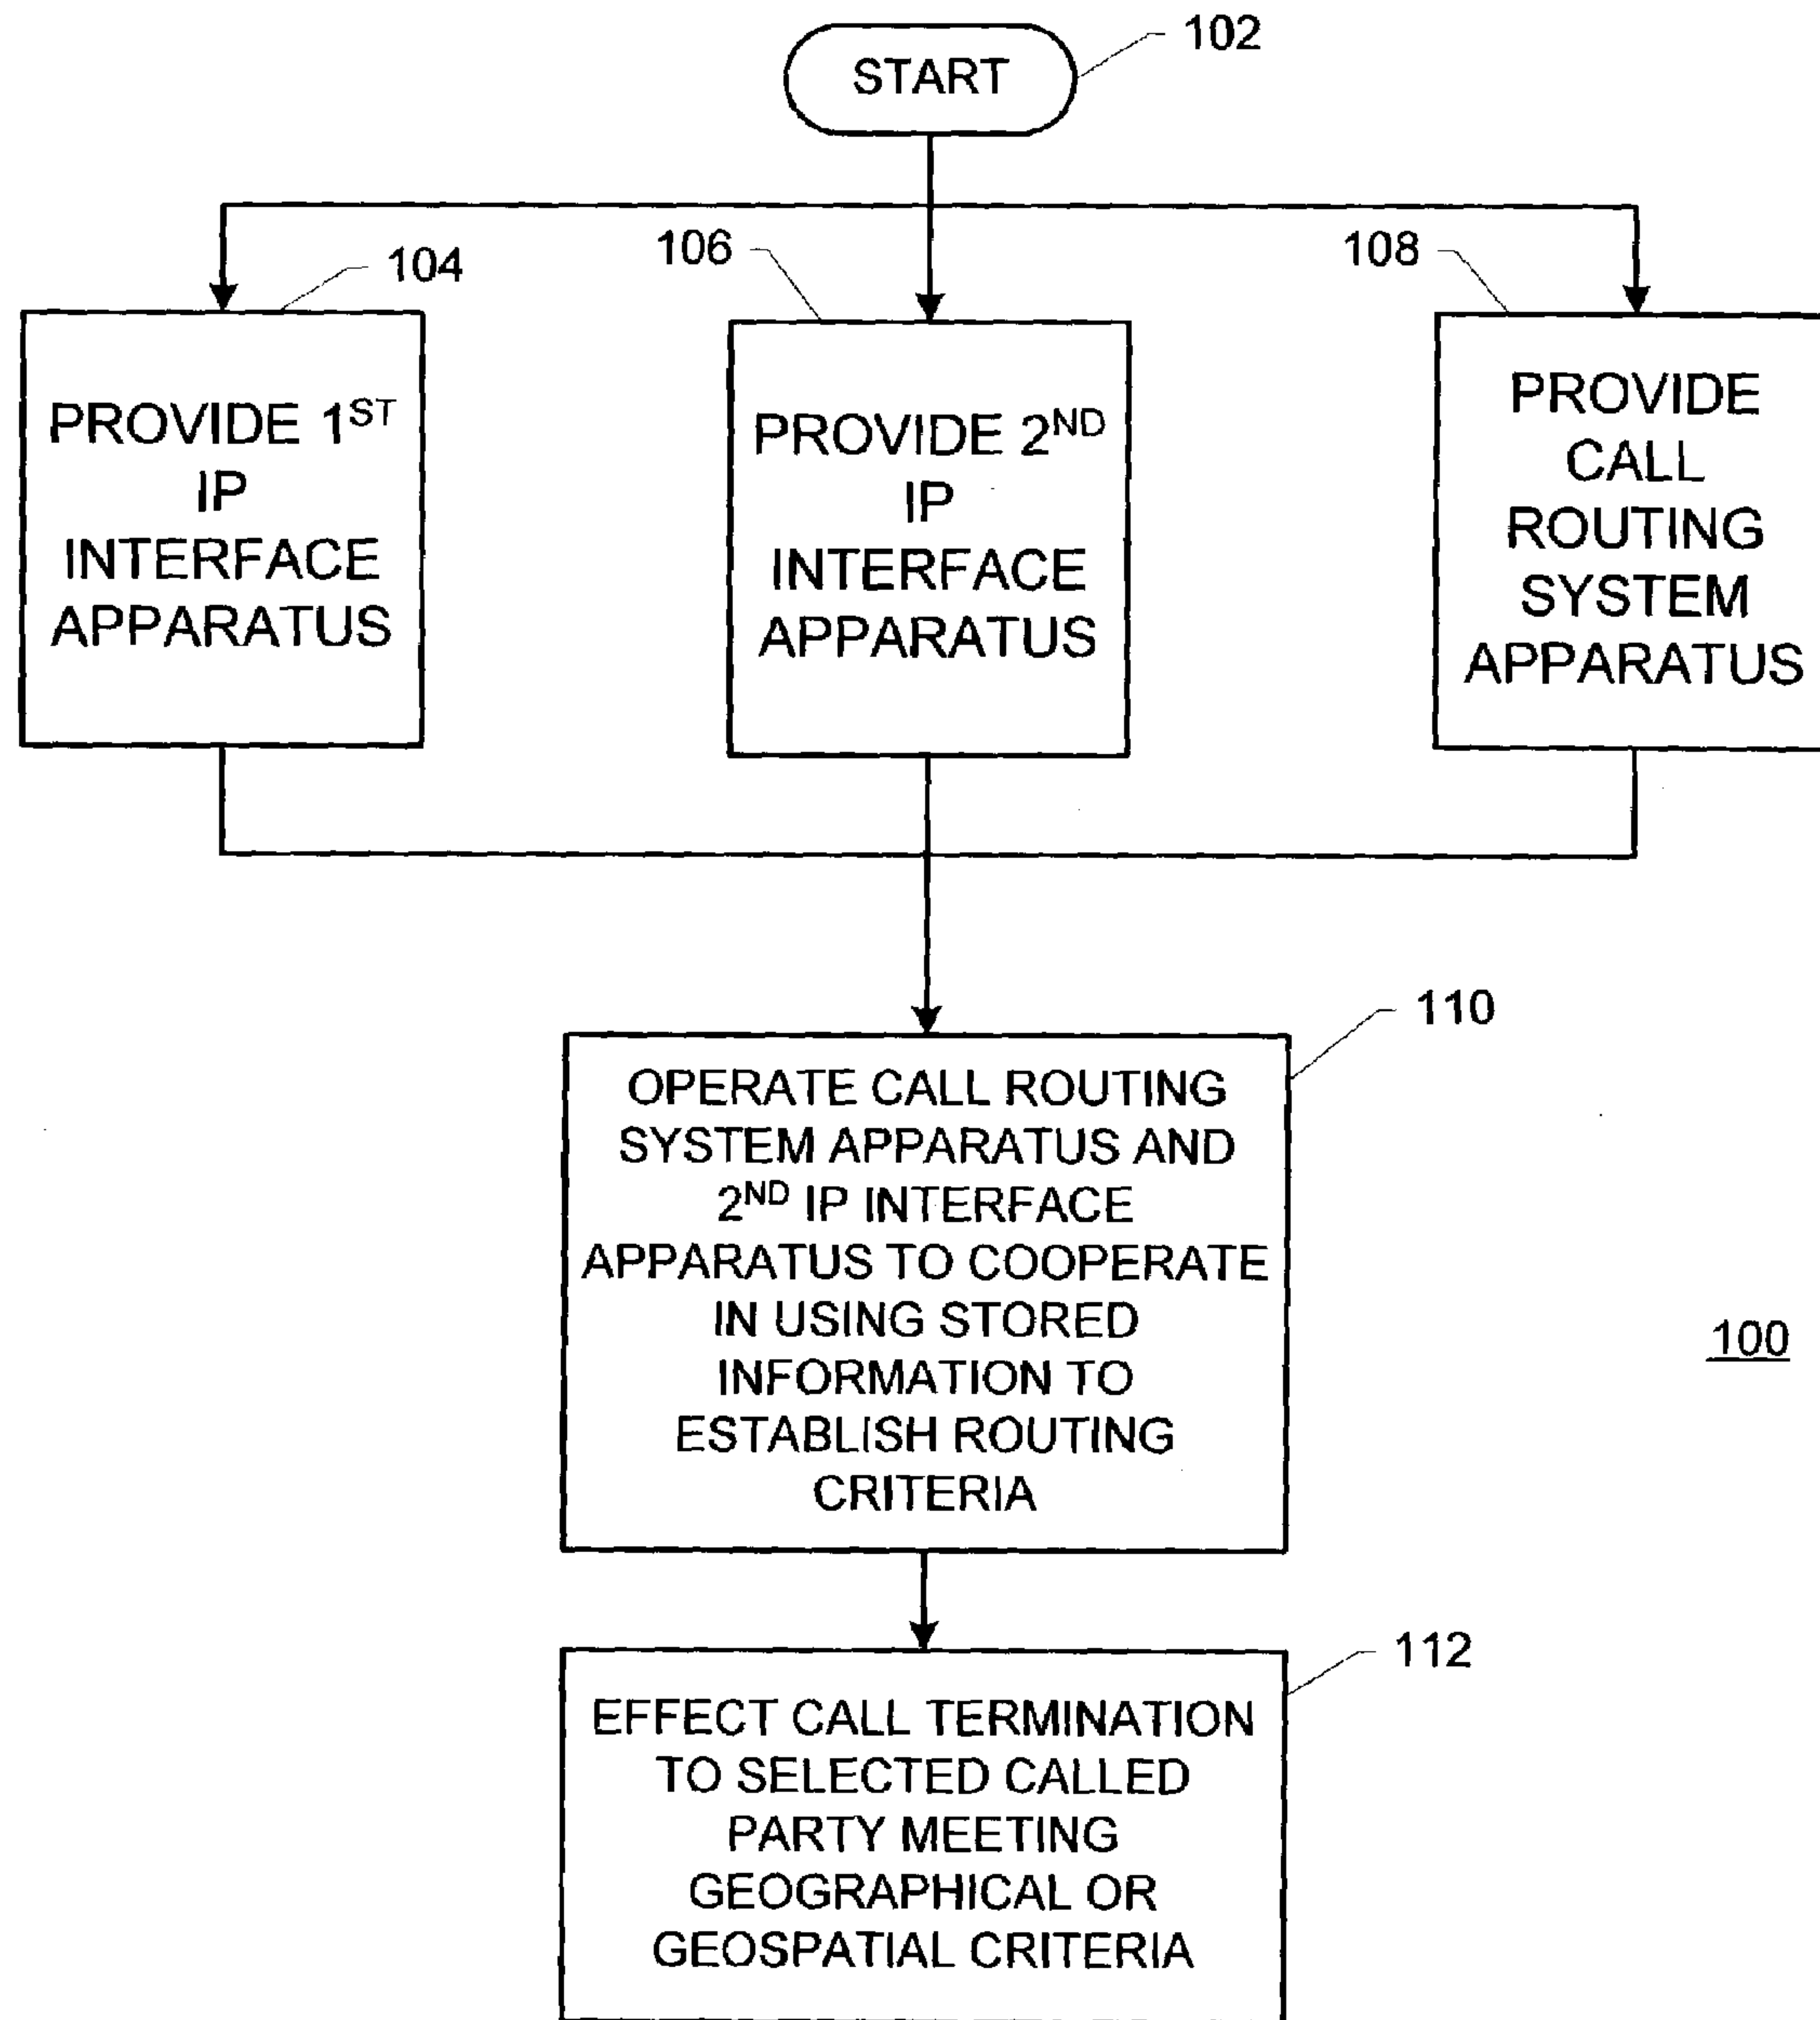 START
102
104
106
108
PROVIDE 1ST
IP
INTERFACE
APPARATUS
PROVIDE 2ND
IP
INTERFACE
APPARATUS
PROVIDE
CALL
ROUTING
SYSTEM
APPARATUS
110
OPERATE CALL ROUTING
SYSTEM APPARATUS AND
2ND IP INTERFACE
APPARATUS TO COOPERATE
IN USING STORED
INFORMATION TO
ESTABLISH ROUTING
CRITERIA
100
112
EFFECT CALL TERMINATION
TO SELECTED CALLED
PARTY MEETING
GEOGRAPHICAL OR
GEOSPATIAL CRITERIA